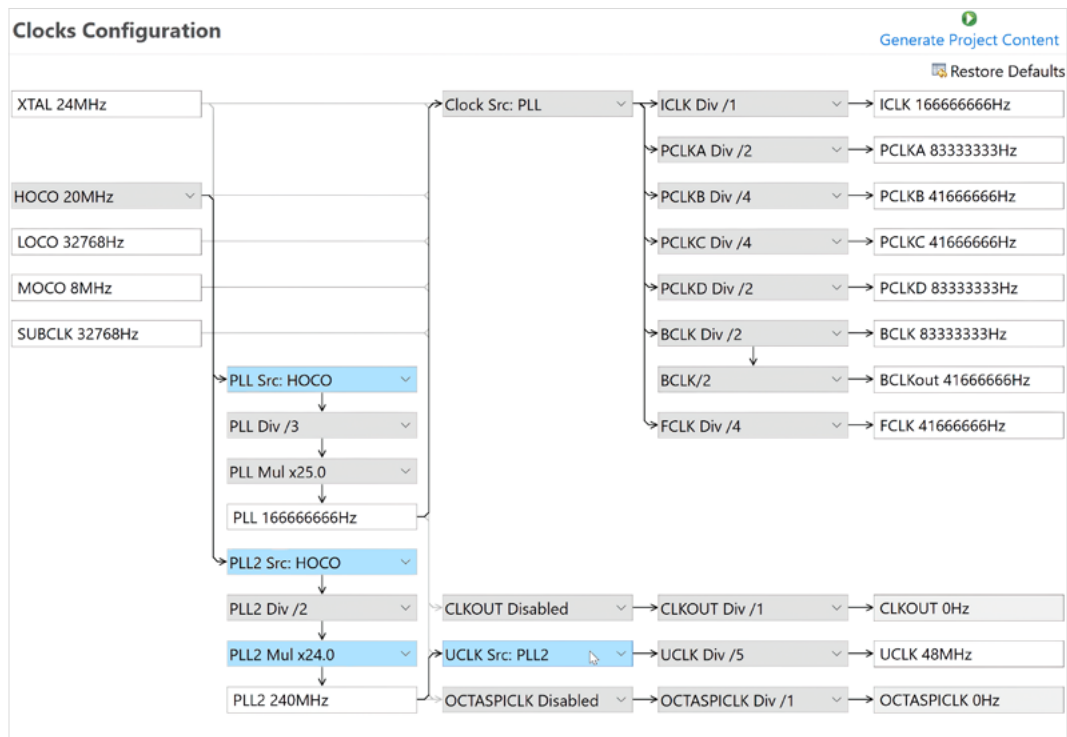 Clocks Configuration
Generate Project Content
Restore Defaults
XTAL 24MHz
Clock Src: PLL
ICLK Div /1
ICLK 166666666Hz
PCLKA Div /2
PCLKA 83333333Hz
HOCO 20MHz
PCLKB Div /4
PCLKB 41666666Hz
LOCO 32768Hz
PCLKC Div /4
PCLKC 41666666Hz
MOCO 8MHz
PCLKD Div /2
PCLKD 83333333Hz
SUBCLK 32768Hz
BCLK Div /2
BCLK 83333333Hz
PLL Src: HOCO
BCLK/2
BCLKout 41666666Hz
PLL Div /3
FCLK Div /4
FCLK 41666666Hz
PLL Mul x25.0
PLL 166666666Hz
PLL2 Src: HOCO
PLL2 Div /2
CLKOUT Disabled
CLKOUT Div /1
CLKOUT 0Hz
PLL2 Mul x24.0
UCLK Src: PLL2
UCLK Div /5
UCLK 48MHz
PLL2 240MHz
OCTASPICLK Disabled
OCTASPICLK Div /1
OCTASPICLK 0Hz